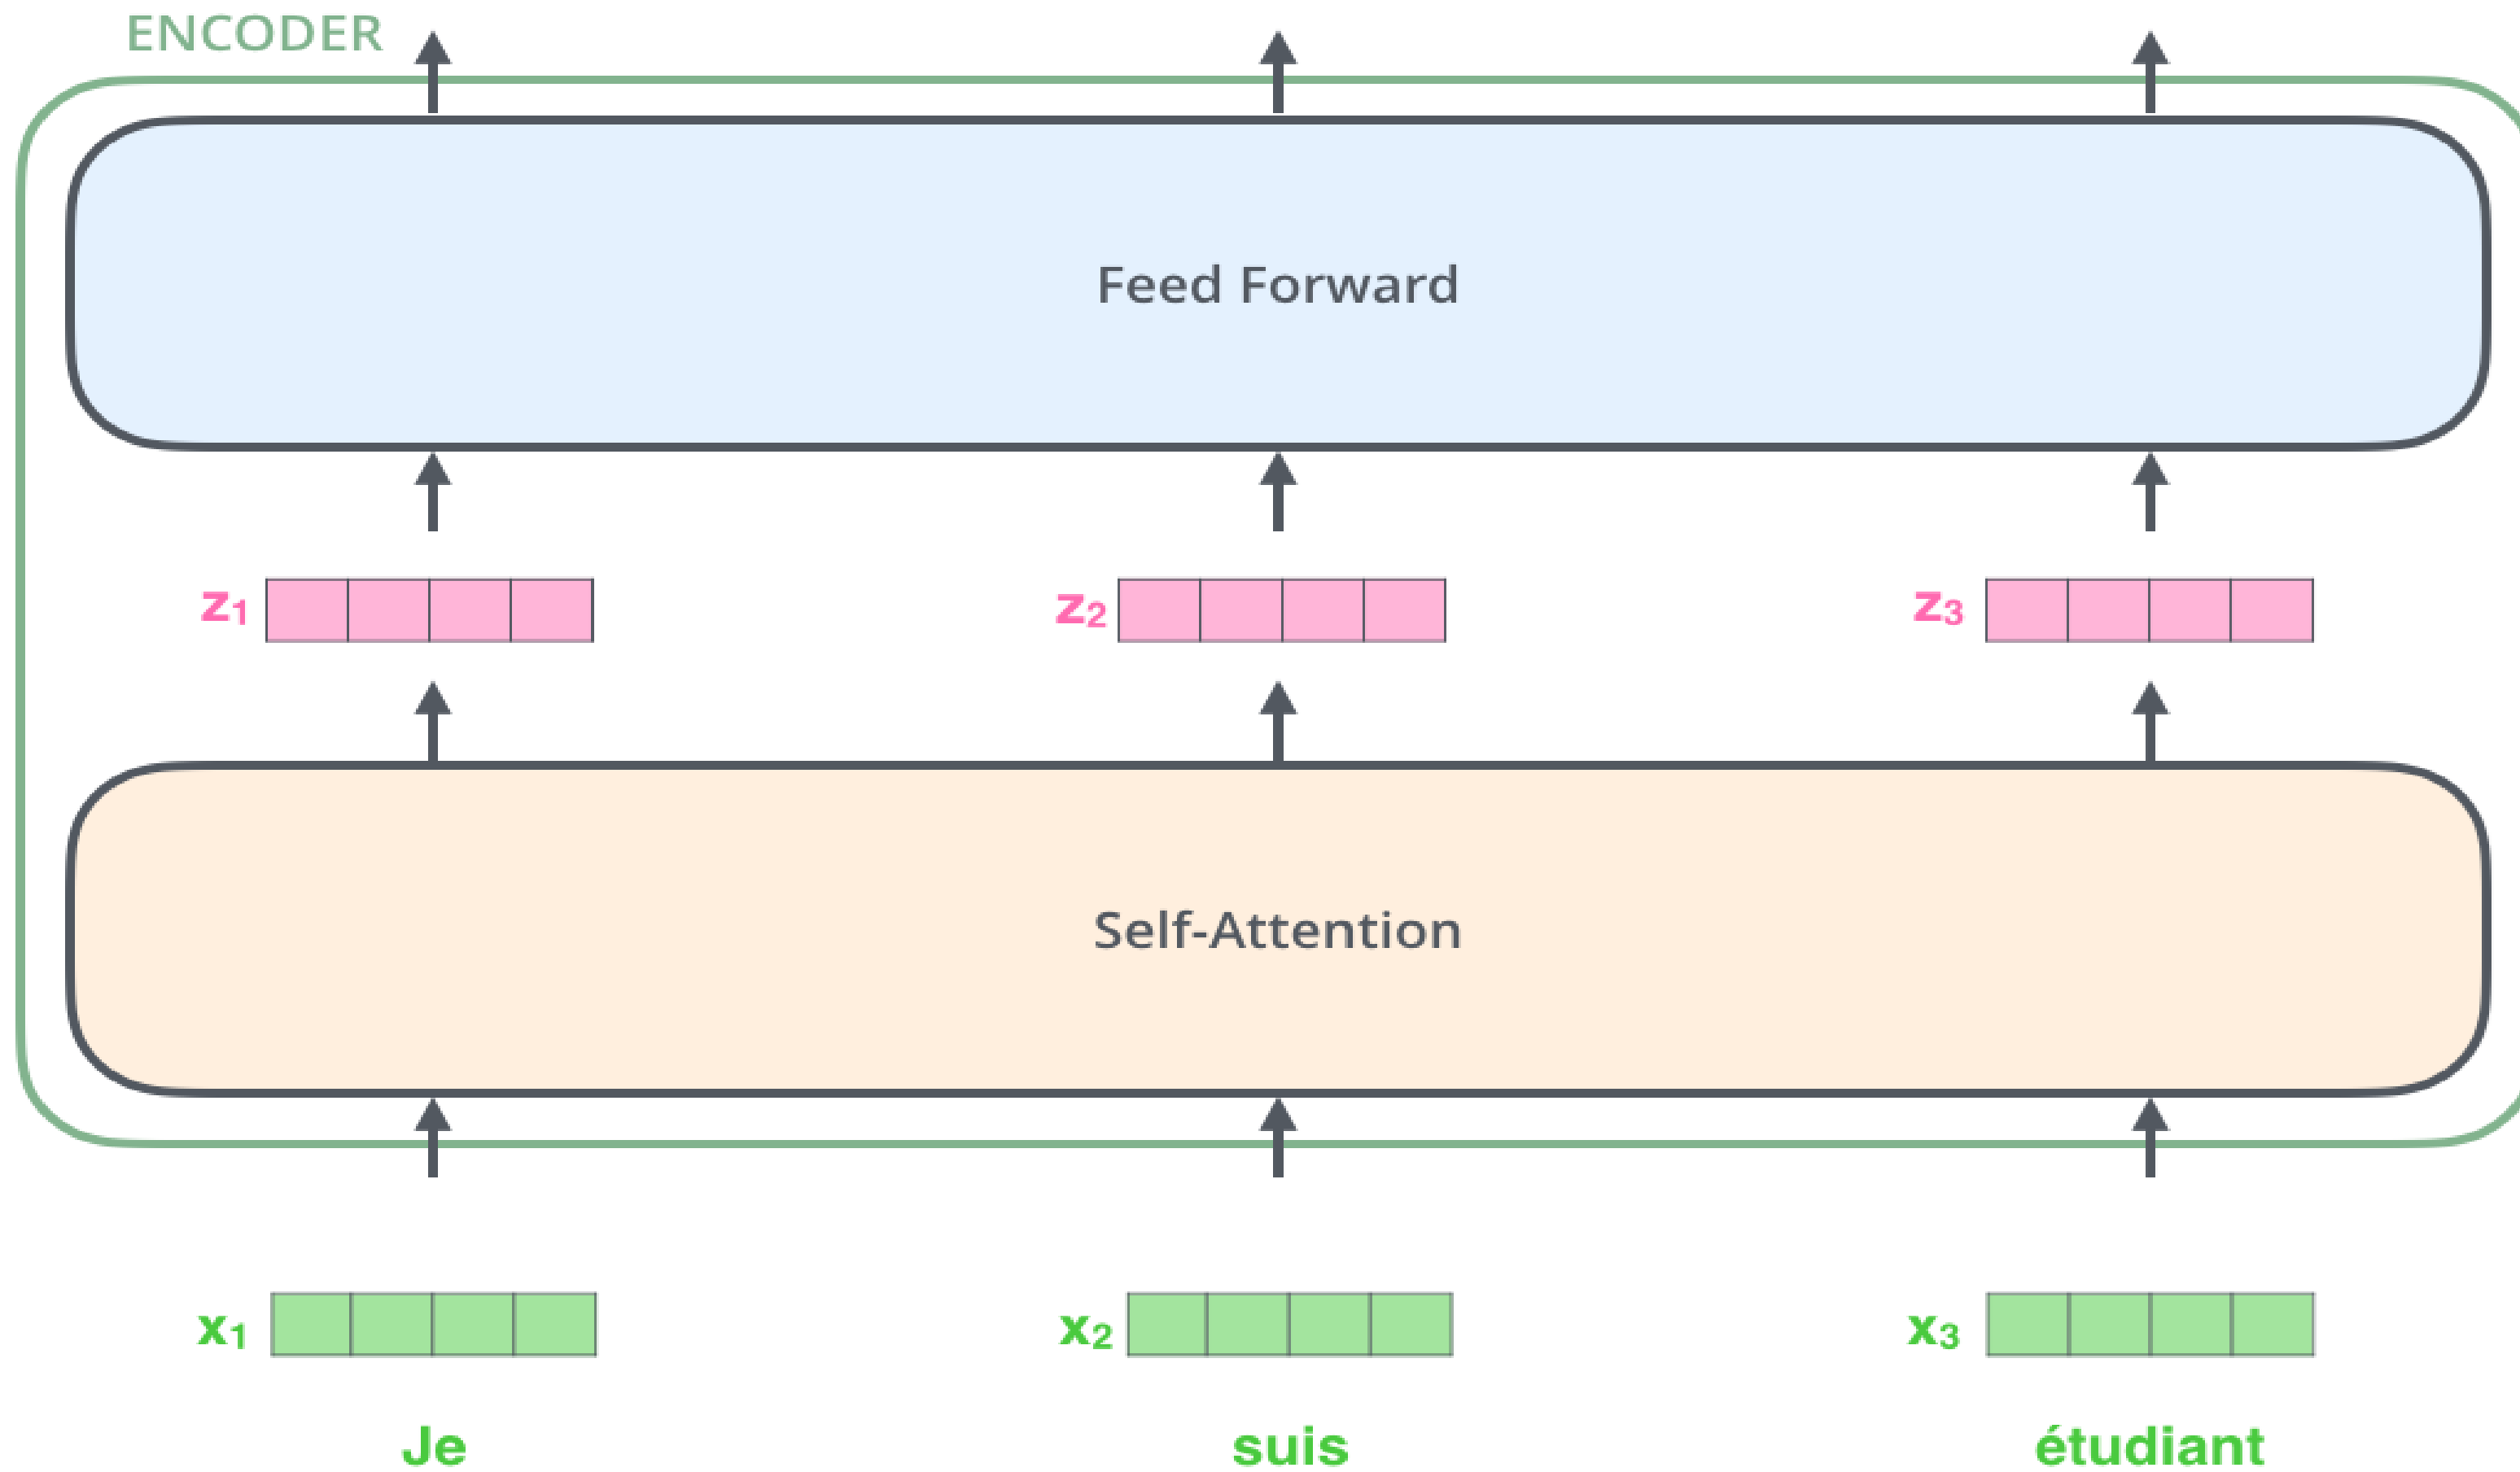 ENCODER
Feed Forward
z₁ z₂ z₃
Self-Attention
x₁ x₂ x₃
Je suis étudiant